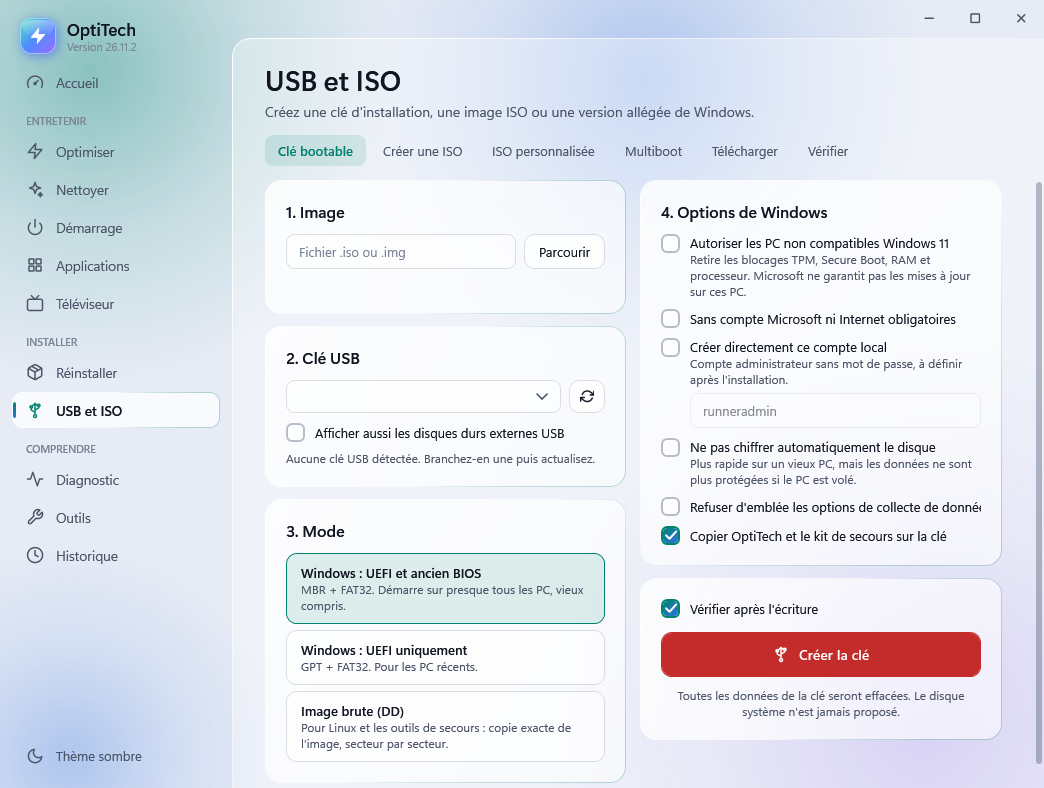 OptiTech
Version 26.11.2
Accueil
ENTRETENIR
Optimiser
Nettoyer
Démarrage
Applications
Téléviseur
INSTALLER
Réinstaller
USB et ISO
COMPRENDRE
Diagnostic
Outils
Historique
Thème sombre
USB et ISO
Créez une clé d'installation, une image ISO ou une version allégée de Windows.
Clé bootable
Créer une ISO
ISO personnalisée
Multiboot
Télécharger
Vérifier
1. Image
Fichier .iso ou .img
Parcourir
2. Clé USB
Afficher aussi les disques durs externes USB
Aucune clé USB détectée. Branchez-en une puis actualisez.
3. Mode
Windows : UEFI et ancien BIOS
MBR + FAT32. Démarre sur presque tous les PC, vieux
compris.
Windows : UEFI uniquement
GPT + FAT32. Pour les PC récents.
Image brute (DD)
Pour Linux et les outils de secours : copie exacte de
l'image, secteur par secteur.
4. Options de Windows
Autoriser les PC non compatibles Windows 11
Retire les blocages TPM, Secure Boot, RAM et
processeur. Microsoft ne garantit pas les mises à jour
sur ces PC.
Sans compte Microsoft ni Internet obligatoires
Créer directement ce compte local
Compte administrateur sans mot de passe, à définir
après l'installation.
runneradmin
Ne pas chiffrer automatiquement le disque
Plus rapide sur un vieux PC, mais les données ne sont
plus protégées si le PC est volé.
Refuser d'emblée les options de collecte de donné
Copier OptiTech et le kit de secours sur la clé
Vérifier après l'écriture
Créer la clé
Toutes les données de la clé seront effacées. Le disque
système n'est jamais proposé.